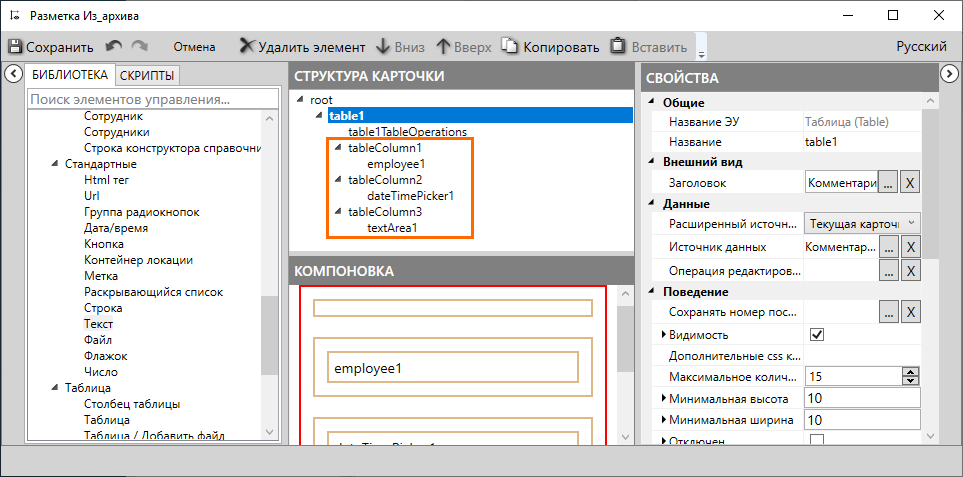 Разметка Из_архива
Сохранить Отмена Удалить элемент Вниз Вверх Копировать Вставить Русский
БИБЛИОТЕКА СКРИПТЫ
Поиск элементов управления...
Сотрудник
Сотрудники
Строка конструктора справочни
Стандартные
Html тег
Url
Группа радиокнопок
Дата/время
Кнопка
Контейнер локации
Метка
Раскрывающийся список
Строка
Текст
Файл
Флажок
Число
Таблица
Столбец таблицы
Таблица
Таблица / Добавить файл
СТРУКТУРА КАРТОЧКИ
root
table1
table1TableOperations
tableColumn1
employee1
tableColumn2
dateTimePicker1
tableColumn3
textArea1
КОМПОНОВКА
employee1
dateTimePicker1
СВОЙСТВА
Общие
Название ЭУ Таблица (Table)
Название table1
Внешний вид
Заголовок Комментари ... X
Данные
Расширенный источн... Текущая карточ
Источник данных Комментар... ... X
Операция редактиров... ... X
Поведение
Сохранять номер пос... ... X
Видимость
Дополнительные css к...
Максимальное колич... 15
Минимальная высота 10
Минимальная ширина 10
Отключен